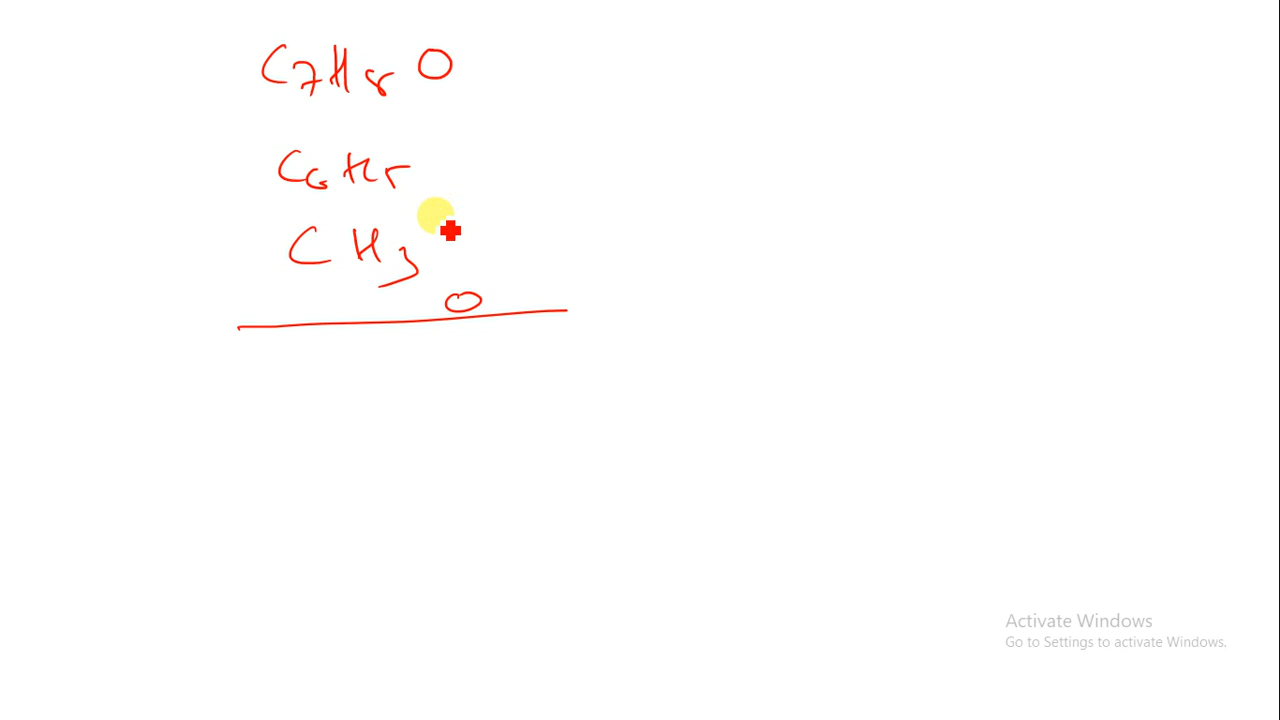 C7H8O
C6H5
CH3
O
Activate Windows
Go to Settings to activate Windows.